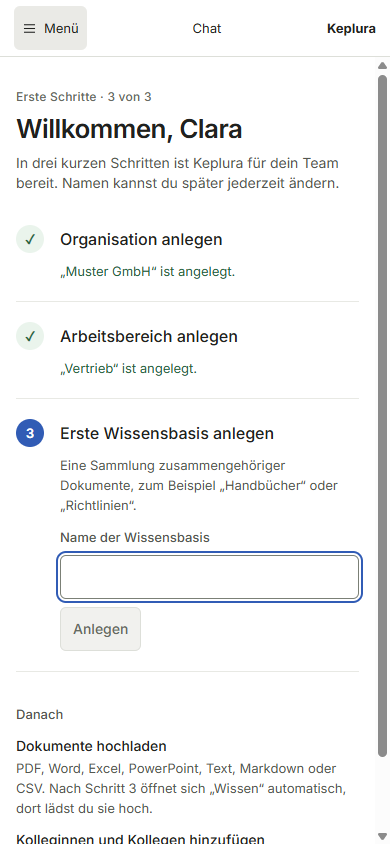 Menü
Chat
Keplura
Erste Schritte · 3 von 3
Willkommen, Clara
In drei kurzen Schritten ist Keplura für dein Team
bereit. Namen kannst du später jederzeit ändern.
✓ Organisation anlegen
„Muster GmbH“ ist angelegt.
✓ Arbeitsbereich anlegen
„Vertrieb“ ist angelegt.
3 Erste Wissensbasis anlegen
Eine Sammlung zusammengehöriger
Dokumente, zum Beispiel „Handbücher“ oder
„Richtlinien“.
Name der Wissensbasis
Anlegen
Danach
Dokumente hochladen
PDF, Word, Excel, PowerPoint, Text, Markdown oder
CSV. Nach Schritt 3 öffnet sich „Wissen“ automatisch,
dort lädst du sie hoch.
Kolleginnen und Kollegen hinzufügen